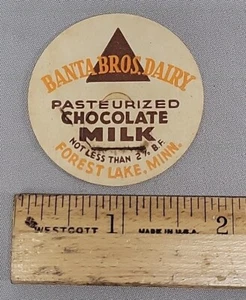 BANTA BROS. DAIRY
PASTEURIZED
CHOCOLATE
MILK
NOT LESS THAN 2% B.F.
FOREST LAKE, MINN.
1 2
WESTCOTT MADE IN U.S.A.